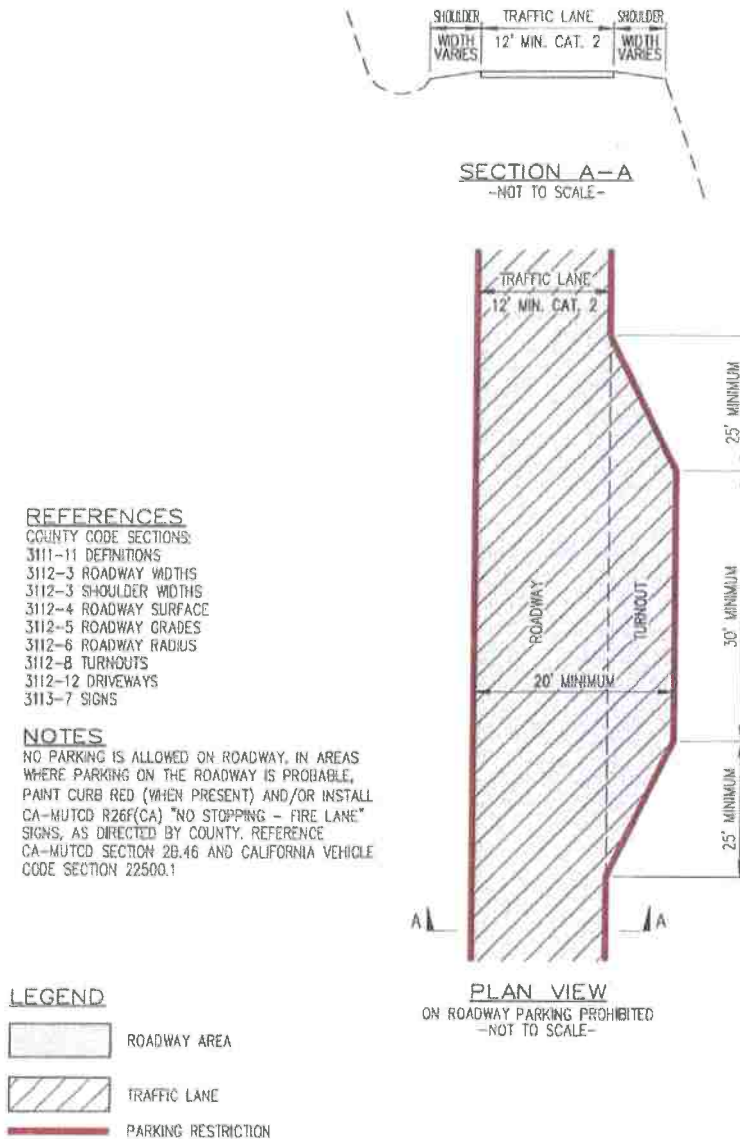 SHOULDER TRAFFIC LANE SHOULDER
WIDTH VARIES 12' MIN. CAT. 2 WIDTH VARIES
SECTION A-A
-NOT TO SCALE-
TRAFFIC LANE
12' MIN. CAT. 2
25' MINIMUM
ROADWAY
TURNOUT
30' MINIMUM
20' MINIMUM
25' MINIMUM
A A
PLAN VIEW
ON ROADWAY PARKING PROHIBITED
-NOT TO SCALE-
REFERENCES
COUNTY CODE SECTIONS:
3111-11 DEFINITIONS
3112-3 ROADWAY WIDTHS
3112-3 SHOULDER WIDTHS
3112-4 ROADWAY SURFACE
3112-5 ROADWAY GRADES
3112-6 ROADWAY RADIUS
3112-8 TURNOUTS
3112-12 DRIVEWAYS
3113-7 SIGNS
NOTES
NO PARKING IS ALLOWED ON ROADWAY. IN AREAS
WHERE PARKING ON THE ROADWAY IS PROBABLE,
PAINT CURB RED (WHEN PRESENT) AND/OR INSTALL
CA-MUTCD R26F(CA) "NO STOPPING - FIRE LANE"
SIGNS, AS DIRECTED BY COUNTY. REFERENCE
CA-MUTCD SECTION 2B.46 AND CALIFORNIA VEHICLE
CODE SECTION 22500.1
LEGEND
ROADWAY AREA
TRAFFIC LANE
PARKING RESTRICTION